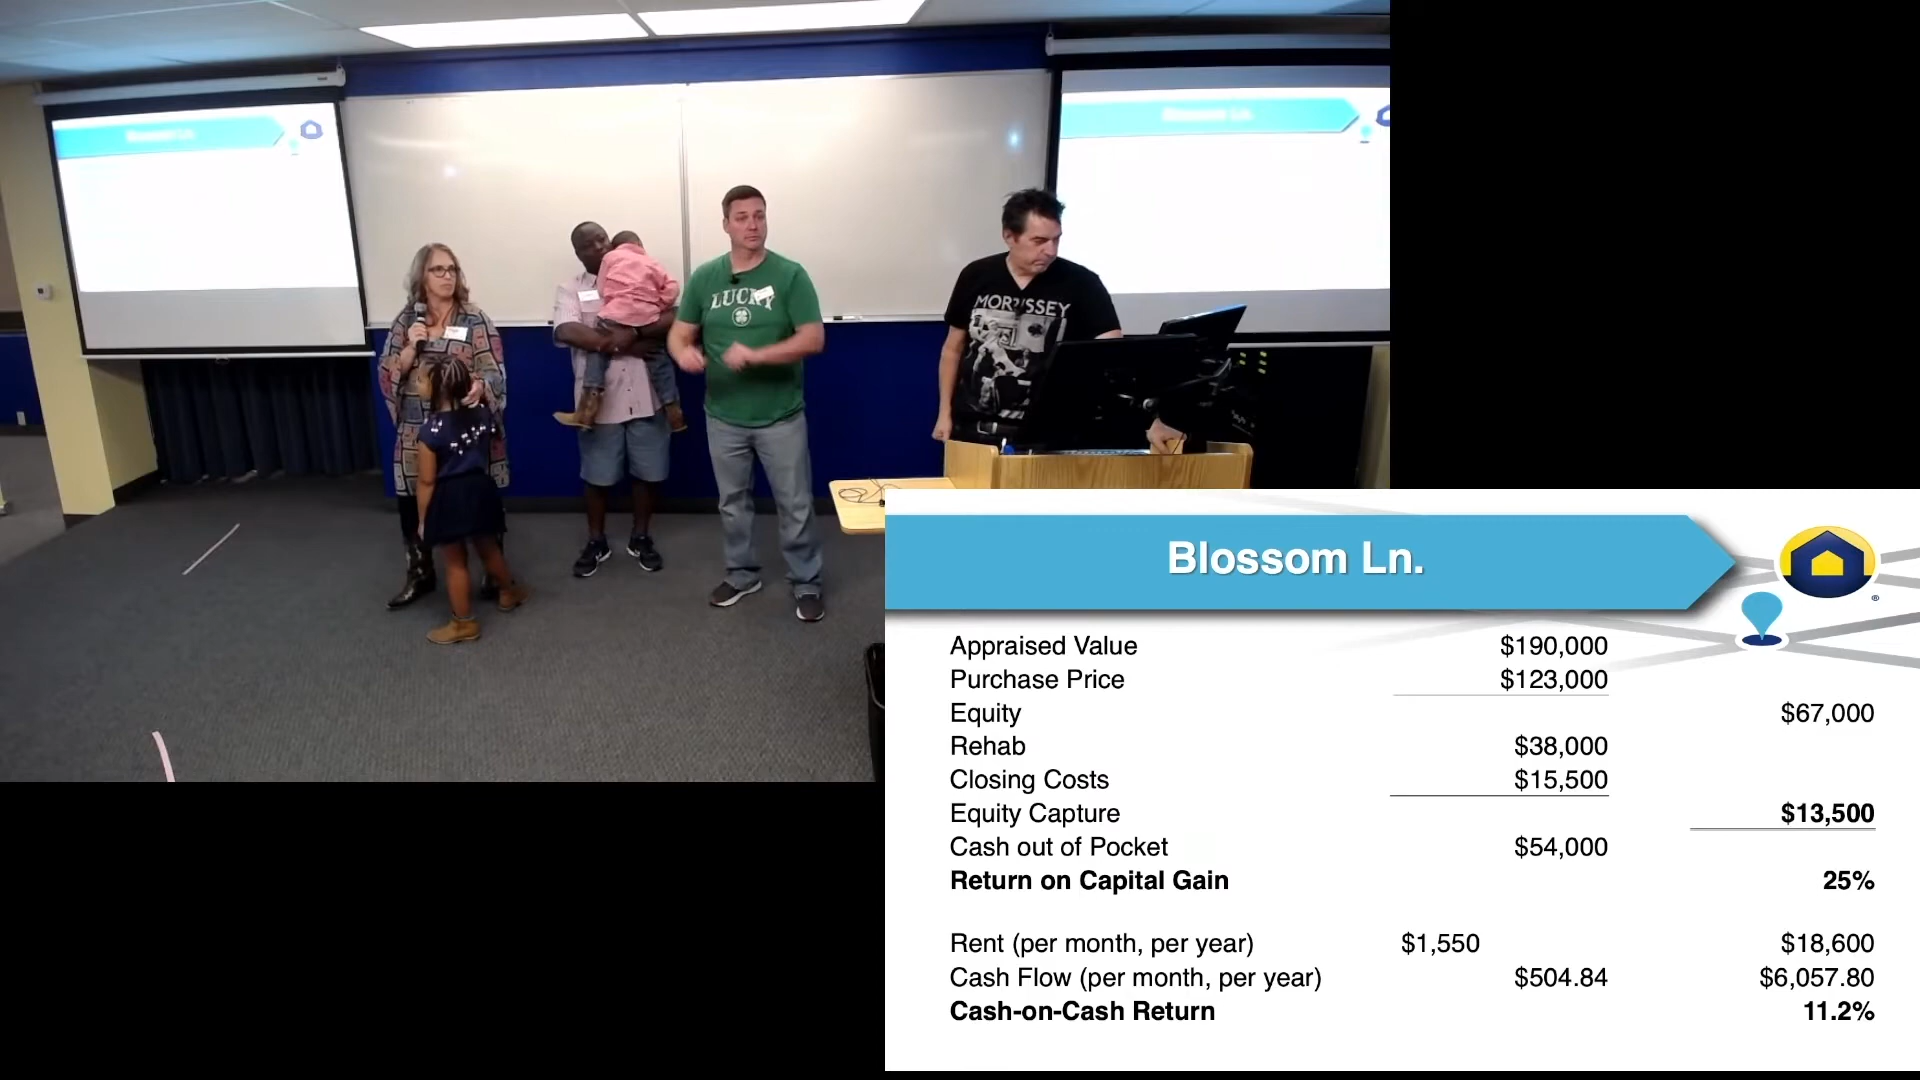 LUCKY
MORRISSEY
Blossom Ln.
®
Appraised Value $190,000
Purchase Price $123,000
Equity $67,000
Rehab $38,000
Closing Costs $15,500
Equity Capture $13,500
Cash out of Pocket $54,000
Return on Capital Gain 25%
Rent (per month, per year) $1,550 $18,600
Cash Flow (per month, per year) $504.84 $6,057.80
Cash-on-Cash Return 11.2%